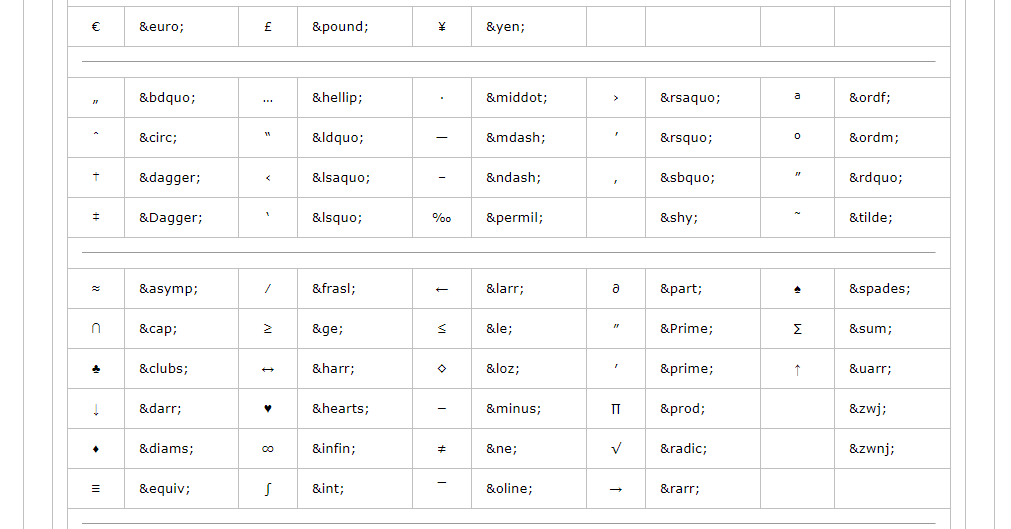 € &euro; £ &pound; ¥ &yen;
„ &bdquo; … &hellip; · &middot; › &rsaquo; ª &ordf;
ˆ &circ; “ &ldquo; — &mdash; ’ &rsquo; º &ordm;
† &dagger; ‹ &lsaquo; – &ndash; ‚ &sbquo; ” &rdquo;
‡ &Dagger; ‘ &lsquo; ‰ &permil; &shy; ˜ &tilde;
≈ &asymp; ⁄ &frasl; ← &larr; ∂ &part; ♠ &spades;
∩ &cap; ≥ &ge; ≤ &le; ″ &Prime; ∑ &sum;
♣ &clubs; ↔ &harr; ◊ &loz; ′ &prime; ↑ &uarr;
↓ &darr; ♥ &hearts; − &minus; ∏ &prod; &zwj;
♦ &diams; ∞ &infin; ≠ &ne; √ &radic; &zwnj;
≡ &equiv; ∫ &int; ‾ &oline; → &rarr;